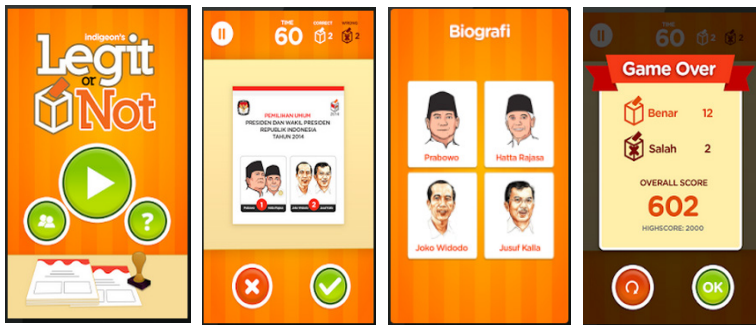 indigeon's
Legit
or
Not
?
TIME
60
CORRECT
2
WRONG
2
PEMILIHAN UMUM
PRESIDEN DAN WAKIL PRESIDEN
REPUBLIK INDONESIA
TAHUN 2014
1
2
Biografi
Prabowo
Hatta Rajasa
Joko Widodo
Jusuf Kalla
60
2
2
Game Over
Benar 12
Salah 2
OVERALL SCORE
602
HIGHSCORE: 2000
OK